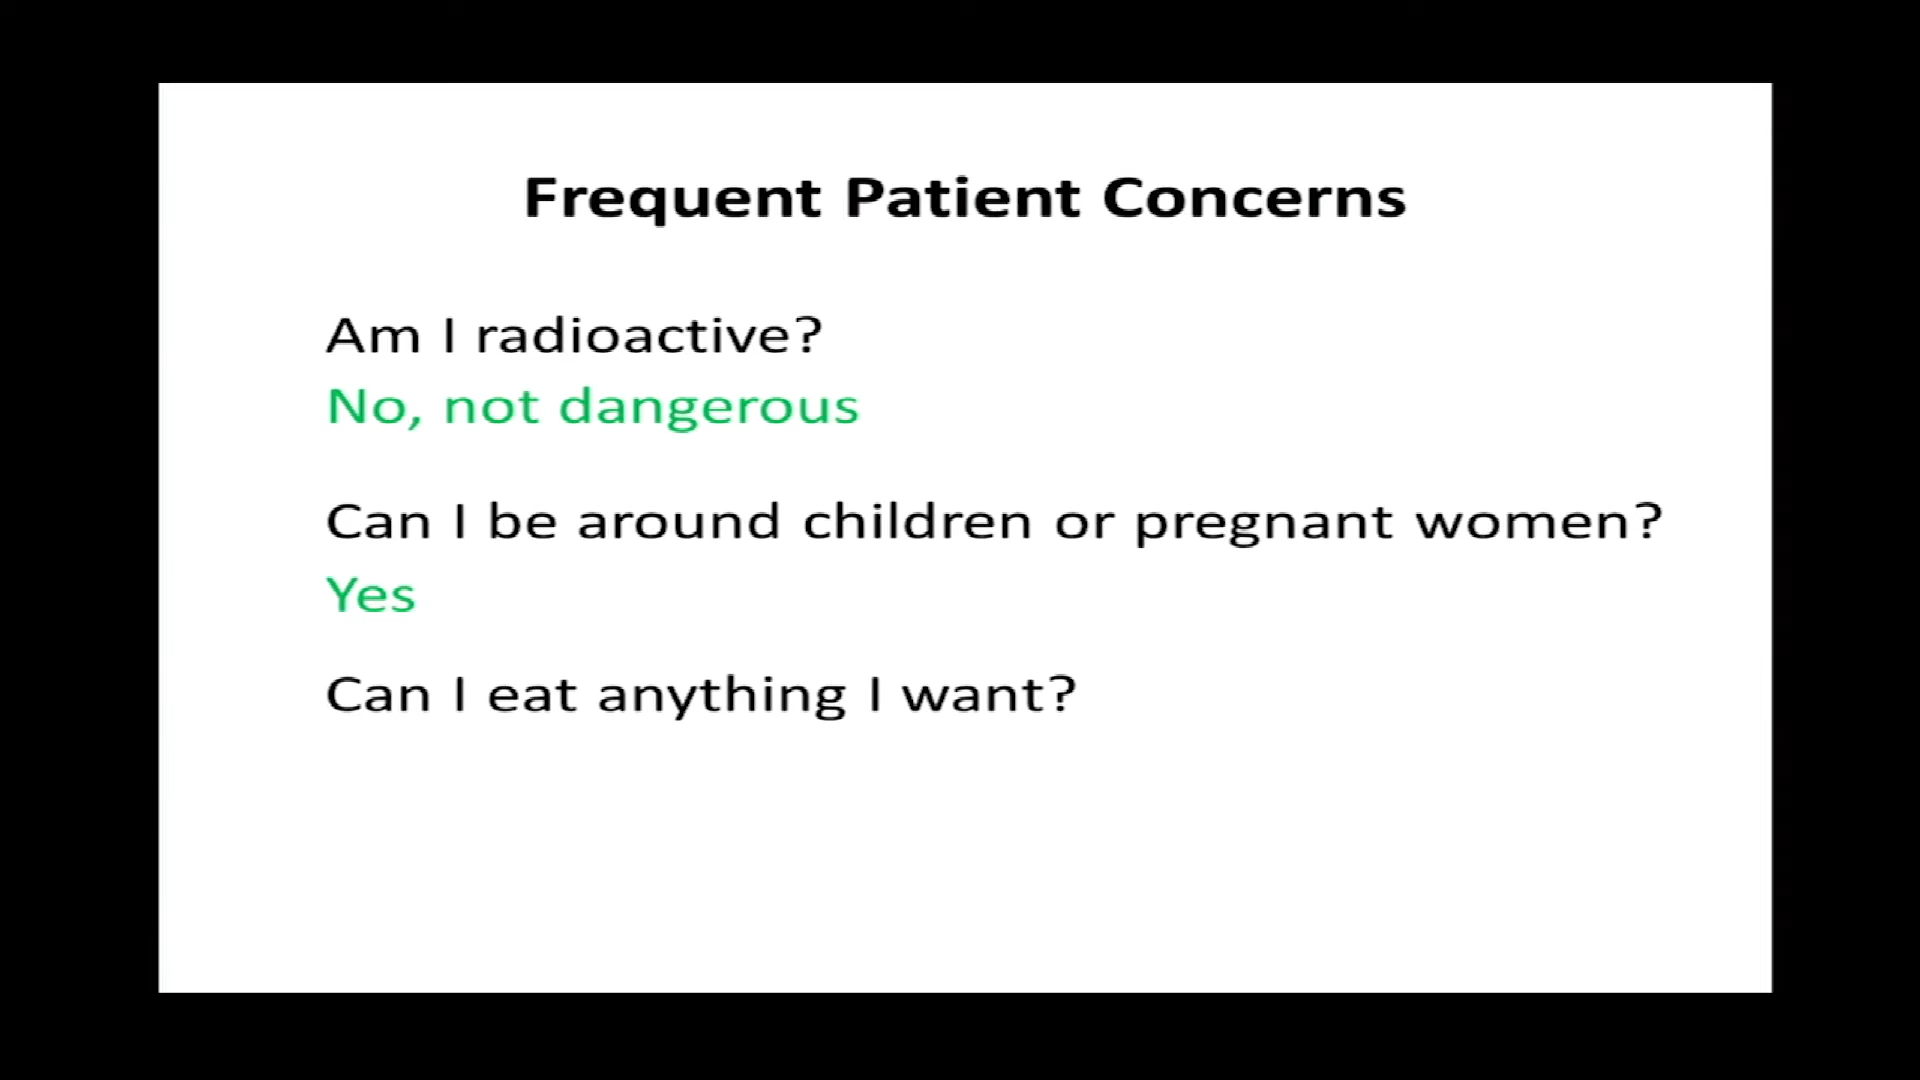 Frequent Patient Concerns
Am I radioactive?
No, not dangerous
Can I be around children or pregnant women?
Yes
Can I eat anything I want?